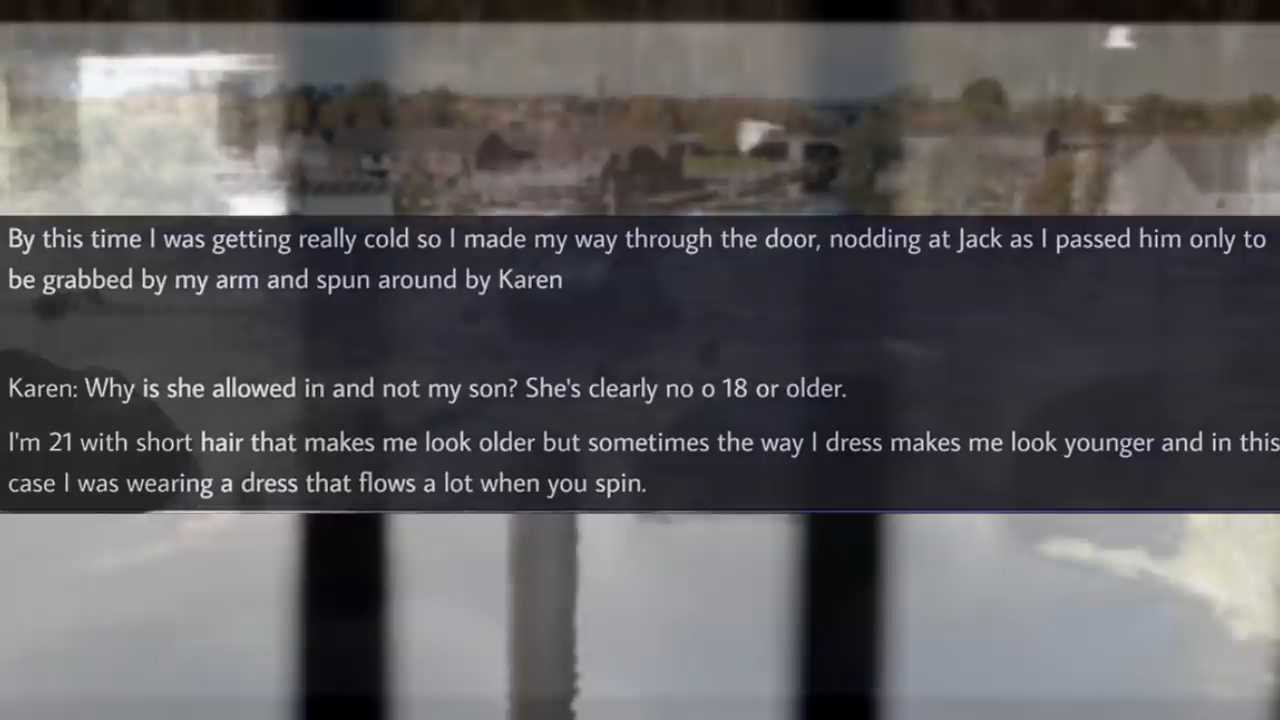 By this time I was getting really cold so I made my way through the door, nodding at Jack as I passed him only to
be grabbed by my arm and spun around by Karen
Karen: Why is she allowed in and not my son? She's clearly no o 18 or older.
I'm 21 with short hair that makes me look older but sometimes the way I dress makes me look younger and in this
case I was wearing a dress that flows a lot when you spin.